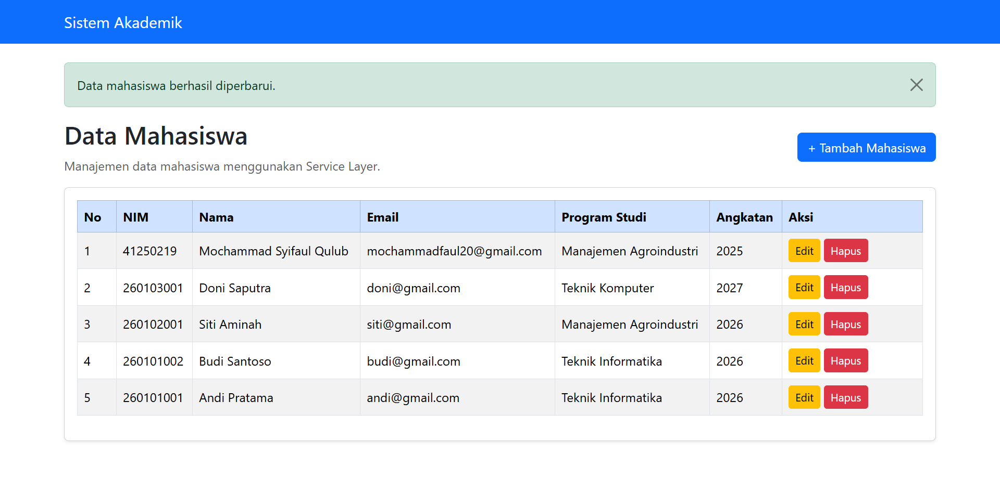 Sistem Akademik
Data mahasiswa berhasil diperbarui.
Data Mahasiswa
+ Tambah Mahasiswa
Manajemen data mahasiswa menggunakan Service Layer.
No NIM Nama Email Program Studi Angkatan Aksi
1 41250219 Mochammad Syifaul Qulub mochammadfaul20@gmail.com Manajemen Agroindustri 2025 Edit Hapus
2 260103001 Doni Saputra doni@gmail.com Teknik Komputer 2027 Edit Hapus
3 260102001 Siti Aminah siti@gmail.com Manajemen Agroindustri 2026 Edit Hapus
4 260101002 Budi Santoso budi@gmail.com Teknik Informatika 2026 Edit Hapus
5 260101001 Andi Pratama andi@gmail.com Teknik Informatika 2026 Edit Hapus